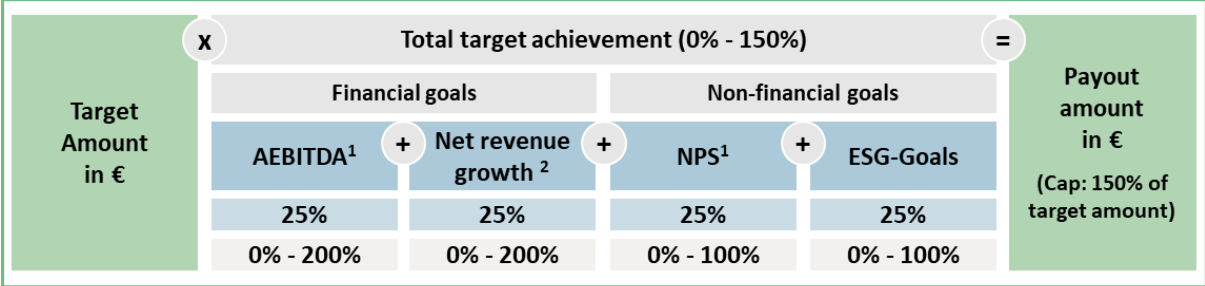 Target
Amount
in €
x
Total target achievement (0% - 150%)
=
Financial goals
Non-financial goals
AEBITDA¹
+
Net revenue
growth ²
+
NPS¹
+
ESG-Goals
25%
25%
25%
25%
0% - 200%
0% - 200%
0% - 100%
0% - 100%
Payout
amount
in €
(Cap: 150% of
target amount)